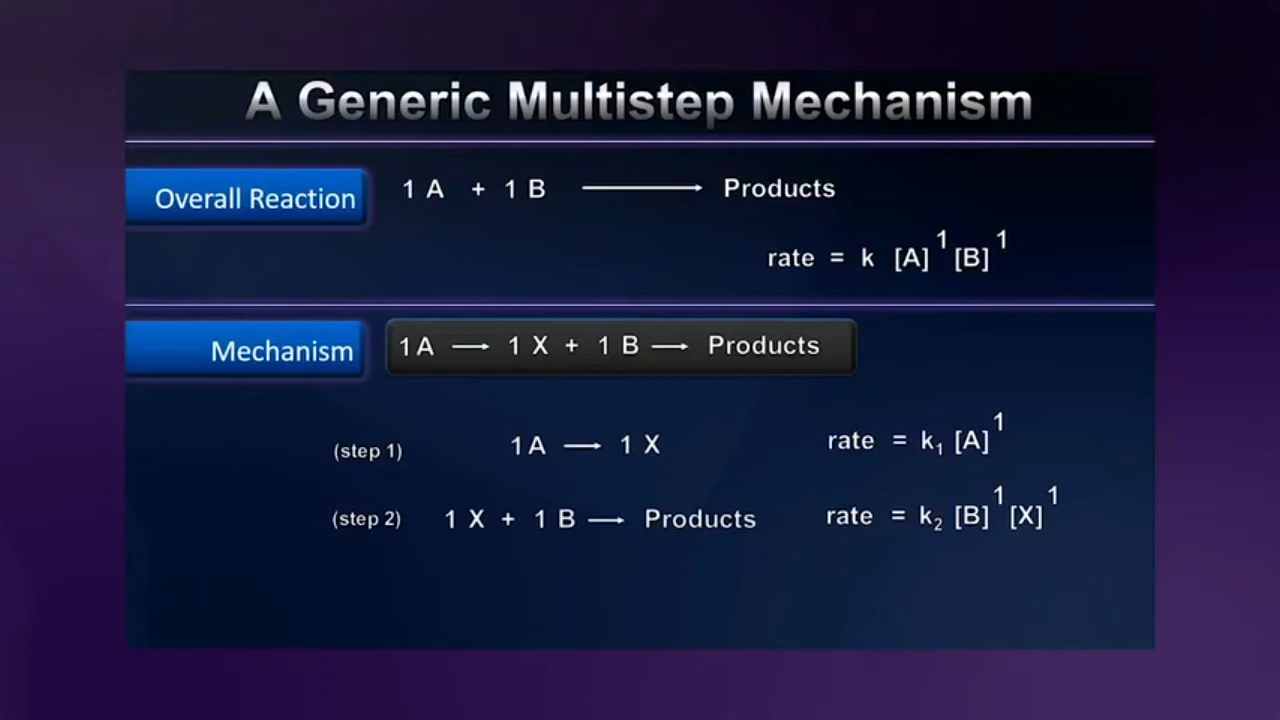 A Generic Multistep Mechanism
Overall Reaction
1 A + 1 B ⟶ Products
rate = k [A]¹ [B]¹
Mechanism
1 A ⟶ 1 X + 1 B ⟶ Products
(step 1) 1 A ⟶ 1 X rate = k₁ [A]¹
(step 2) 1 X + 1 B ⟶ Products rate = k₂ [B]¹ [X]¹